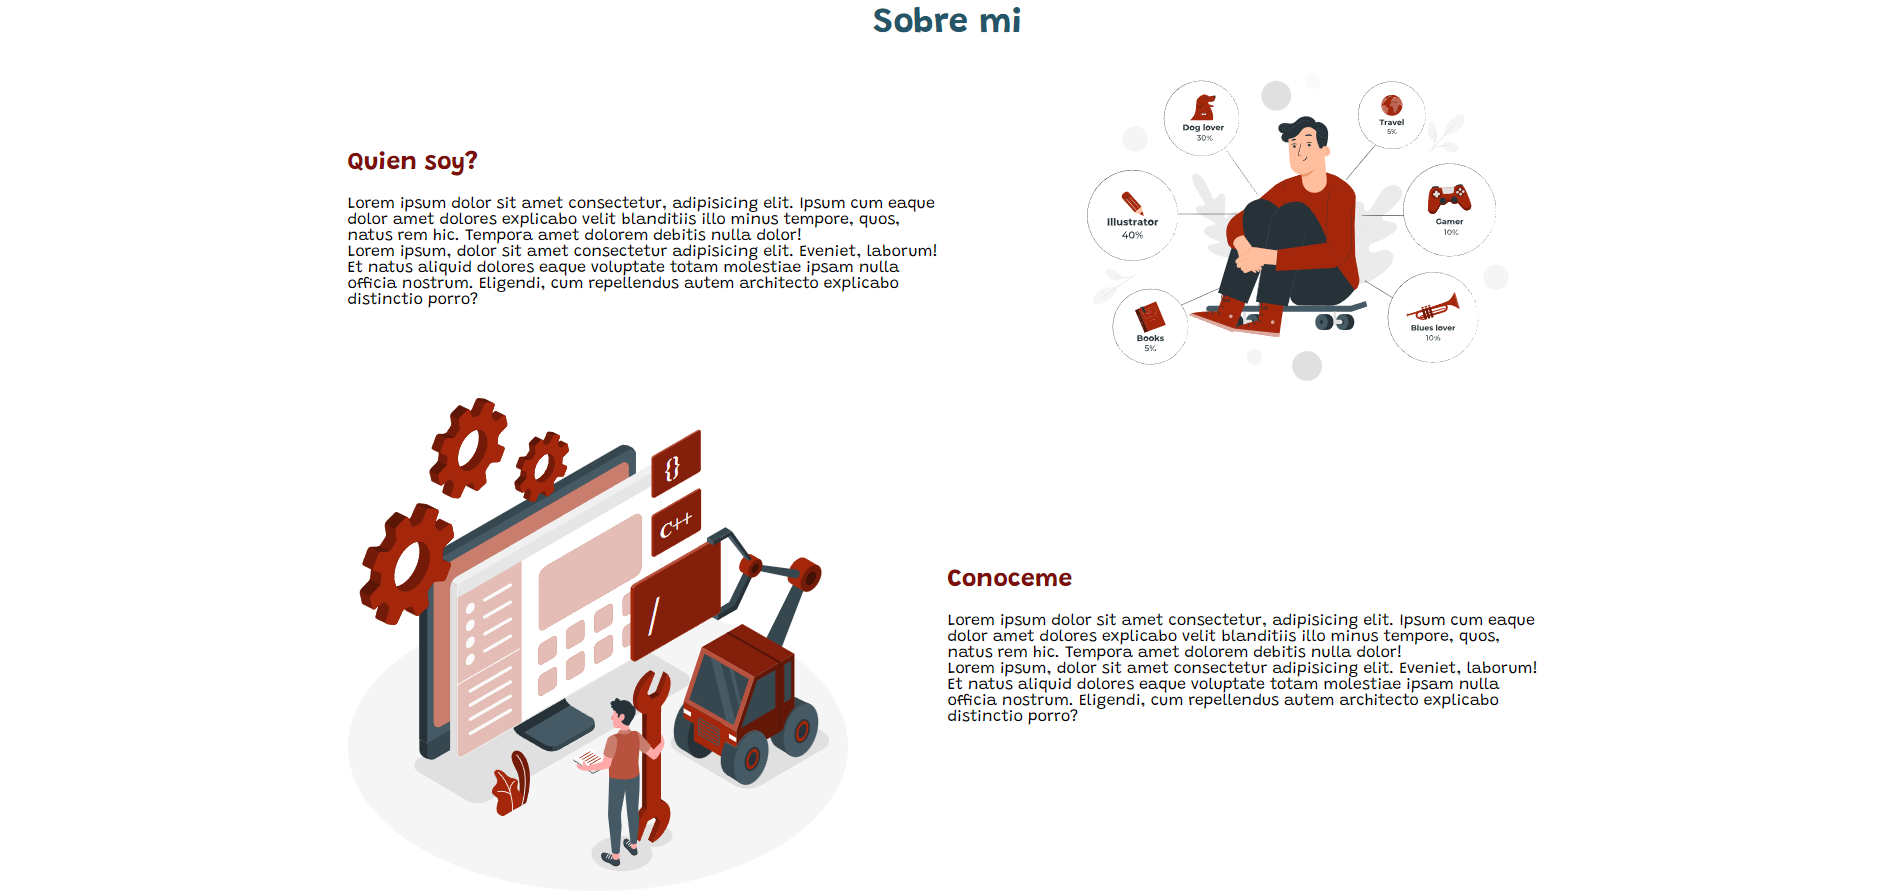 Sobre mi
Quien soy?
Lorem ipsum dolor sit amet consectetur, adipisicing elit. Ipsum cum eaque
dolor amet dolores explicabo velit blanditiis illo minus tempore, quos,
natus rem hic. Tempora amet dolorem debitis nulla dolor!
Lorem ipsum, dolor sit amet consectetur adipisicing elit. Eveniet, laborum!
Et natus aliquid dolores eaque voluptate totam molestiae ipsam nulla
officia nostrum. Eligendi, cum repellendus autem architecto explicabo
distinctio porro?
Dog lover
30%
Travel
5%
Illustrator
40%
Gamer
10%
Books
5%
Blues lover
10%
{}
C++
/
Conoceme
Lorem ipsum dolor sit amet consectetur, adipisicing elit. Ipsum cum eaque
dolor amet dolores explicabo velit blanditiis illo minus tempore, quos,
natus rem hic. Tempora amet dolorem debitis nulla dolor!
Lorem ipsum, dolor sit amet consectetur adipisicing elit. Eveniet, laborum!
Et natus aliquid dolores eaque voluptate totam molestiae ipsam nulla
officia nostrum. Eligendi, cum repellendus autem architecto explicabo
distinctio porro?